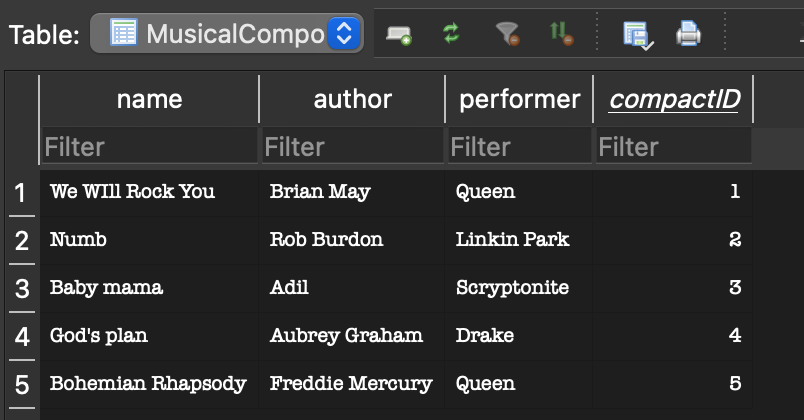 Table: MusicalCompo
name author performer compactID
Filter Filter Filter Filter
1 We WIll Rock You Brian May Queen 1
2 Numb Rob Burdon Linkin Park 2
3 Baby mama Adil Scryptonite 3
4 God's plan Aubrey Graham Drake 4
5 Bohemian Rhapsody Freddie Mercury Queen 5